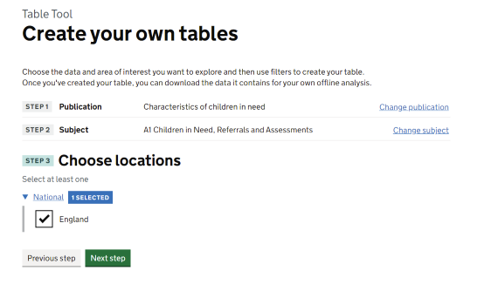 Table Tool
Create your own tables
Choose the data and area of interest you want to explore and then use filters to create your table.
Once you've created your table, you can download the data it contains for your own offline analysis.
STEP 1 Publication Characteristics of children in need Change publication
STEP 2 Subject A1 Children in Need, Referrals and Assessments Change subject
STEP 3 Choose locations
Select at least one
National 1 SELECTED
England
Previous step Next step